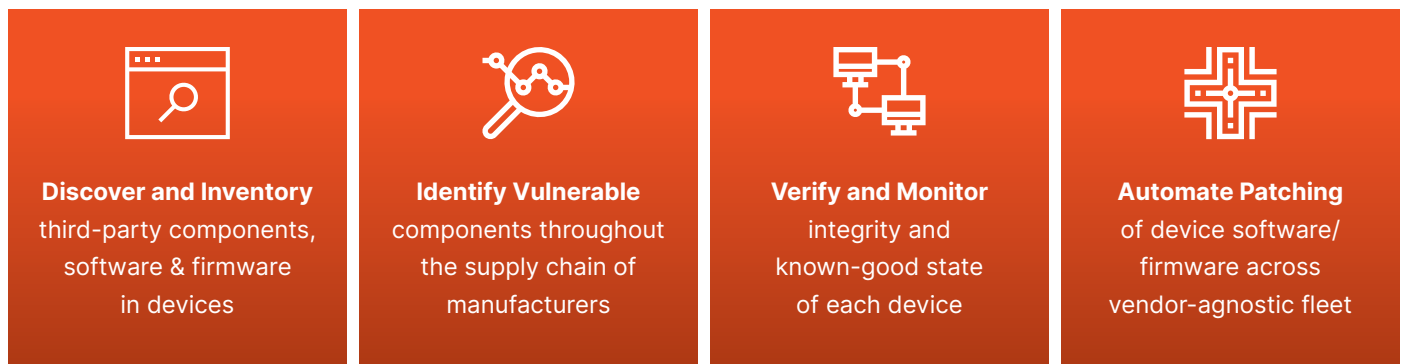 Discover and Inventory
third-party components,
software & firmware
in devices
Identify Vulnerable
components throughout
the supply chain of
manufacturers
Verify and Monitor
integrity and
known-good state
of each device
Automate Patching
of device software/
firmware across
vendor-agnostic fleet